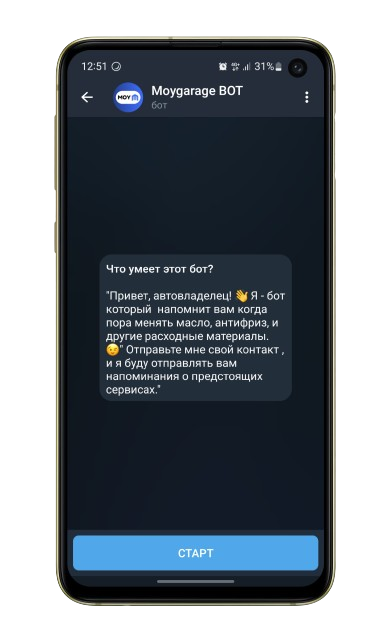 12:51 31%
MOY
Moygarage BOT
бот
Что умеет этот бот?
"Привет, автовладелец! 👋 Я - бот
который напомнит вам когда
пора менять масло, антифриз, и
другие расходные материалы.
😊" Отправьте мне свой контакт ,
и я буду отправлять вам
напоминания о предстоящих
сервисах."
СТАРТ